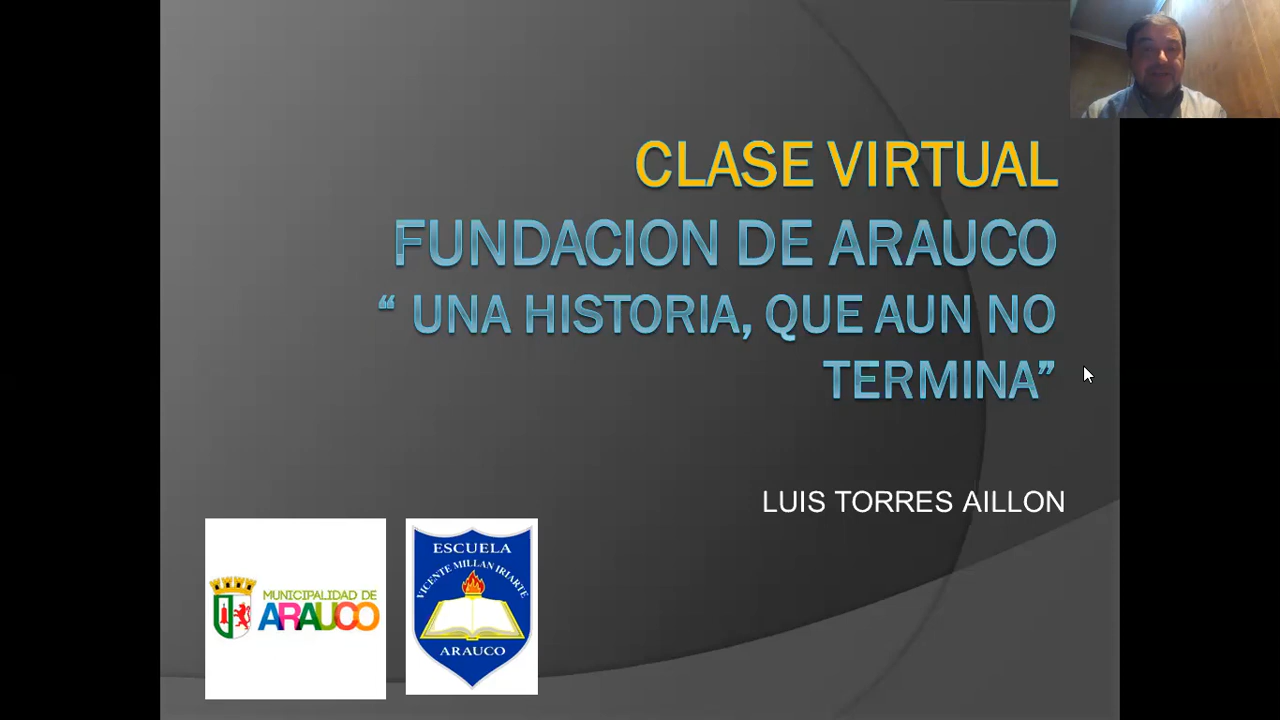 CLASE VIRTUAL
FUNDACION DE ARAUCO
“ UNA HISTORIA, QUE AUN NO
TERMINA”
LUIS TORRES AILLON
MUNICIPALIDAD DE
ARAUCO
ESCUELA
VICENTE MILLAN IRIARTE
ARAUCO